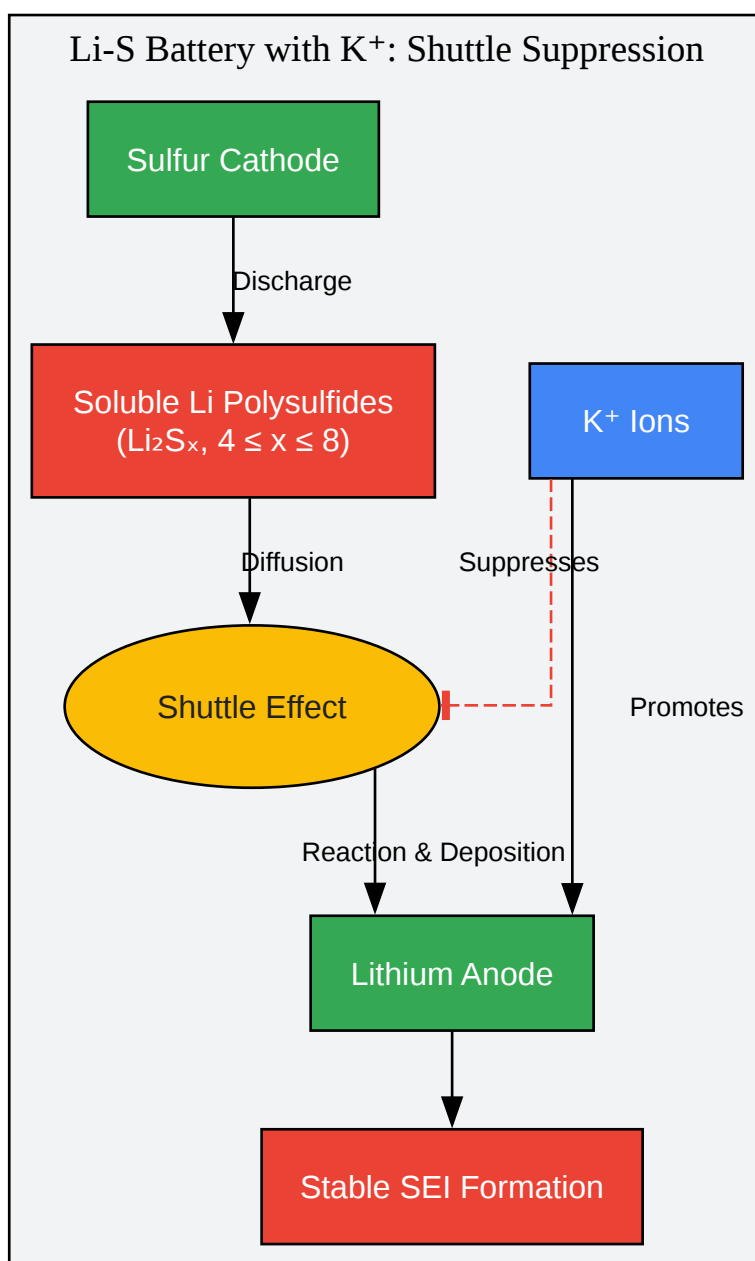 Li-S Battery with K⁺: Shuttle Suppression
Sulfur Cathode
Discharge
Soluble Li Polysulfides
(Li₂Sₓ, 4 ≤ x ≤ 8)
K⁺ Ions
Diffusion
Suppresses
Shuttle Effect
Promotes
Reaction & Deposition
Lithium Anode
Stable SEI Formation